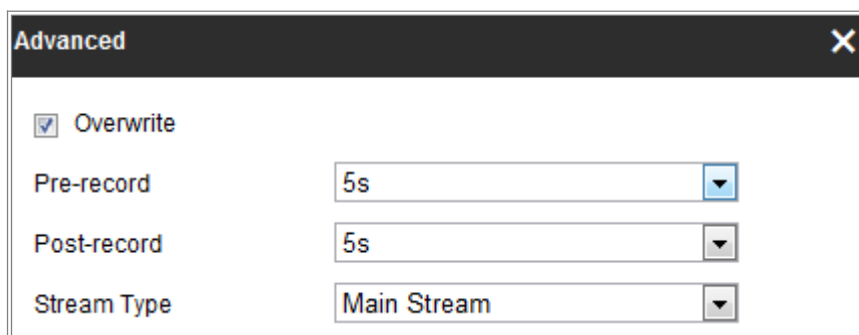 Advanced
Overwrite
Pre-record 5s
Post-record 5s
Stream Type Main Stream